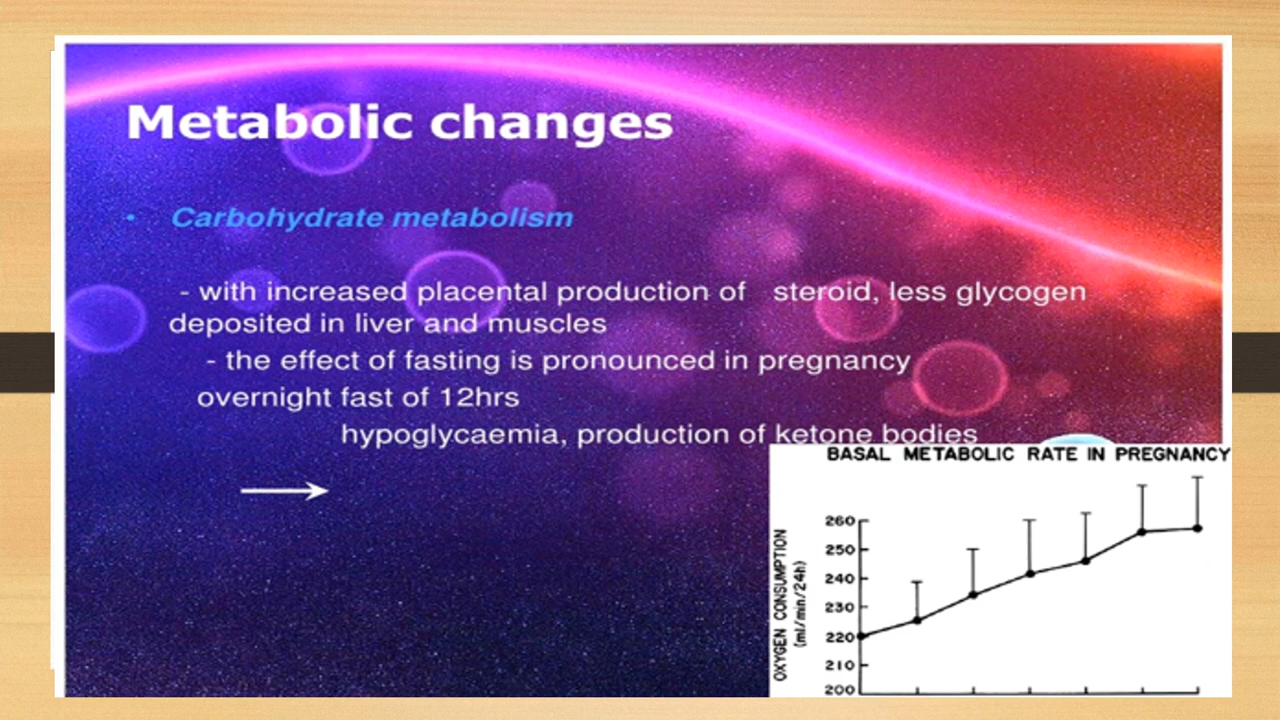 Metabolic changes
• Carbohydrate metabolism
- with increased placental production of steroid, less glycogen
deposited in liver and muscles
- the effect of fasting is pronounced in pregnancy
overnight fast of 12hrs
hypoglycaemia, production of ketone bodies
BASAL METABOLIC RATE IN PREGNANCY
OXYGEN CONSUMPTION
(ml/min/24h)
260
250
240
230
220
210
200